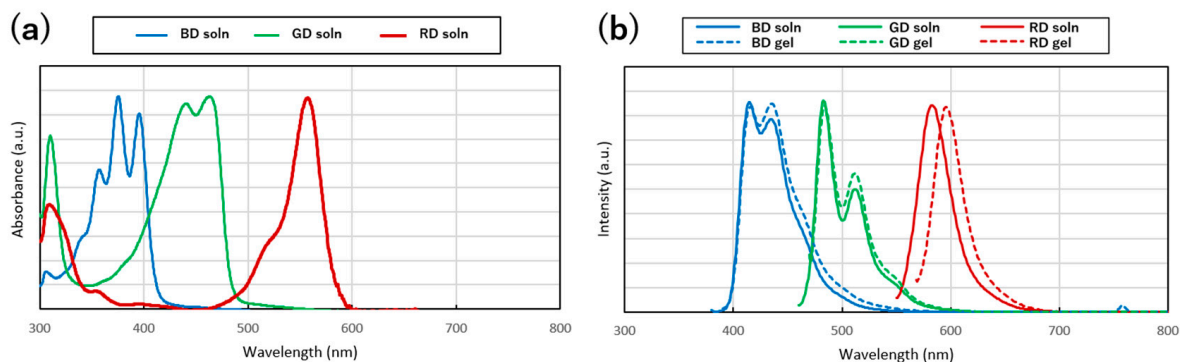 (a)
BD soln GD soln RD soln
Absorbance (a.u.)
300 400 500 600 700 800
Wavelength (nm)
(b)
BD soln GD soln RD soln
BD gel GD gel RD gel
Intensity (a.u.)
300 400 500 600 700 800
Wavelength (nm)